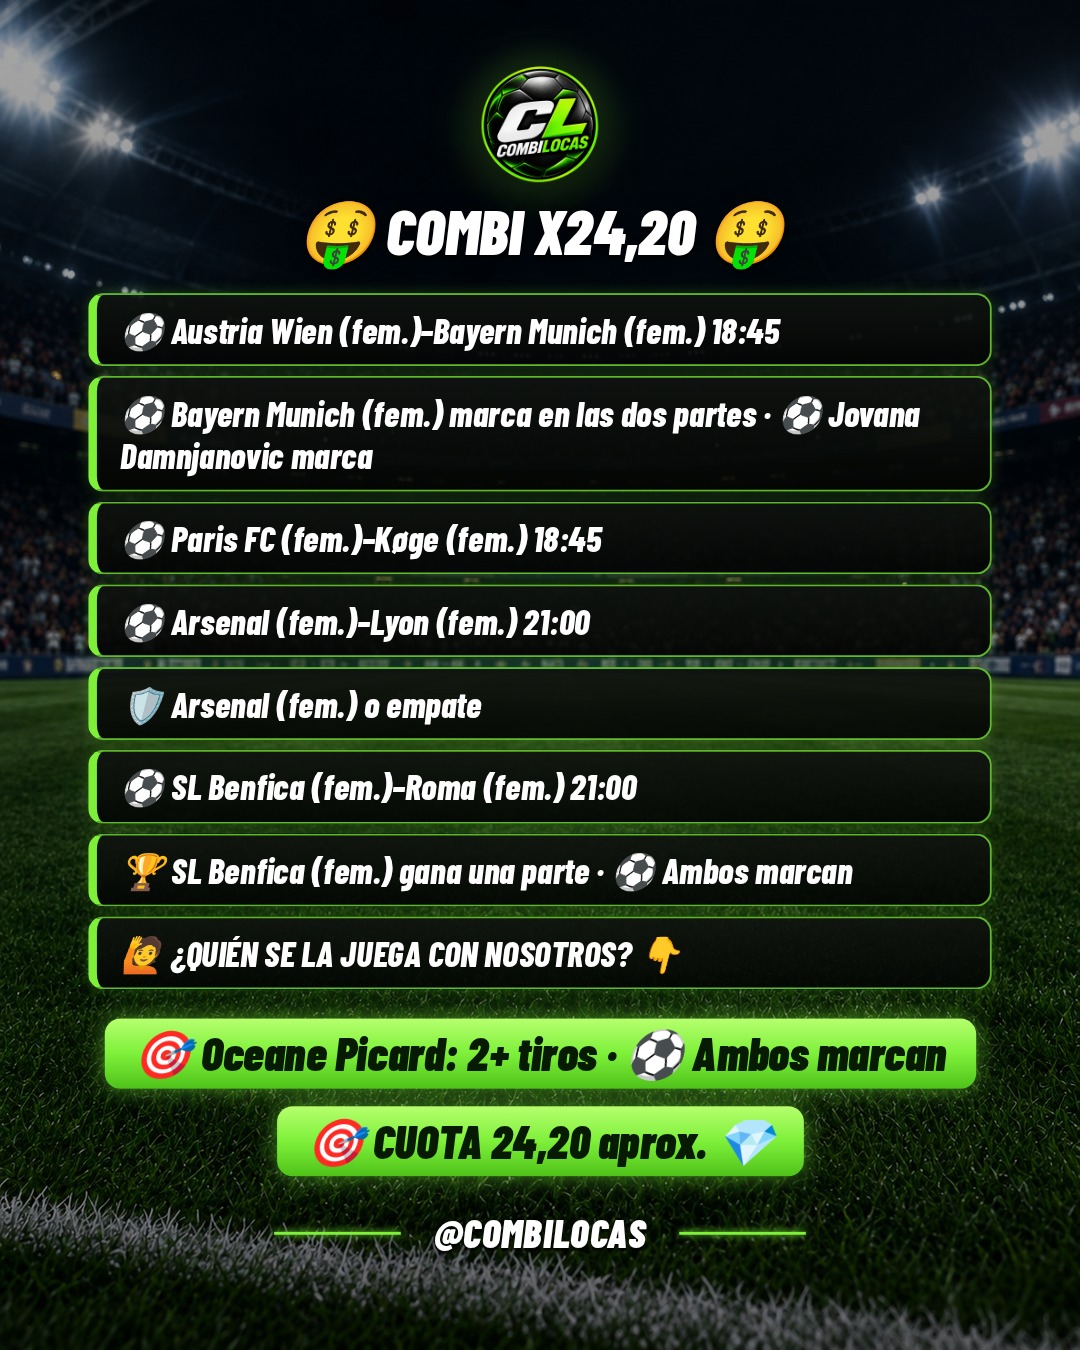 CL
COMBILOCAS
🤑 COMBI X24,20 🤑
⚽ Austria Wien (fem.)–Bayern Munich (fem.) 18:45
⚽ Bayern Munich (fem.) marca en las dos partes · ⚽ Jovana
Damnjanovic marca
⚽ Paris FC (fem.)–Køge (fem.) 18:45
⚽ Arsenal (fem.)–Lyon (fem.) 21:00
🛡️ Arsenal (fem.) o empate
⚽ SL Benfica (fem.)–Roma (fem.) 21:00
🏆 SL Benfica (fem.) gana una parte · ⚽ Ambos marcan
🙋 ¿QUIÉN SE LA JUEGA CON NOSOTROS? 👇
🎯 Oceane Picard: 2+ tiros · ⚽ Ambos marcan
🎯 CUOTA 24,20 aprox. 💎
@COMBILOCAS